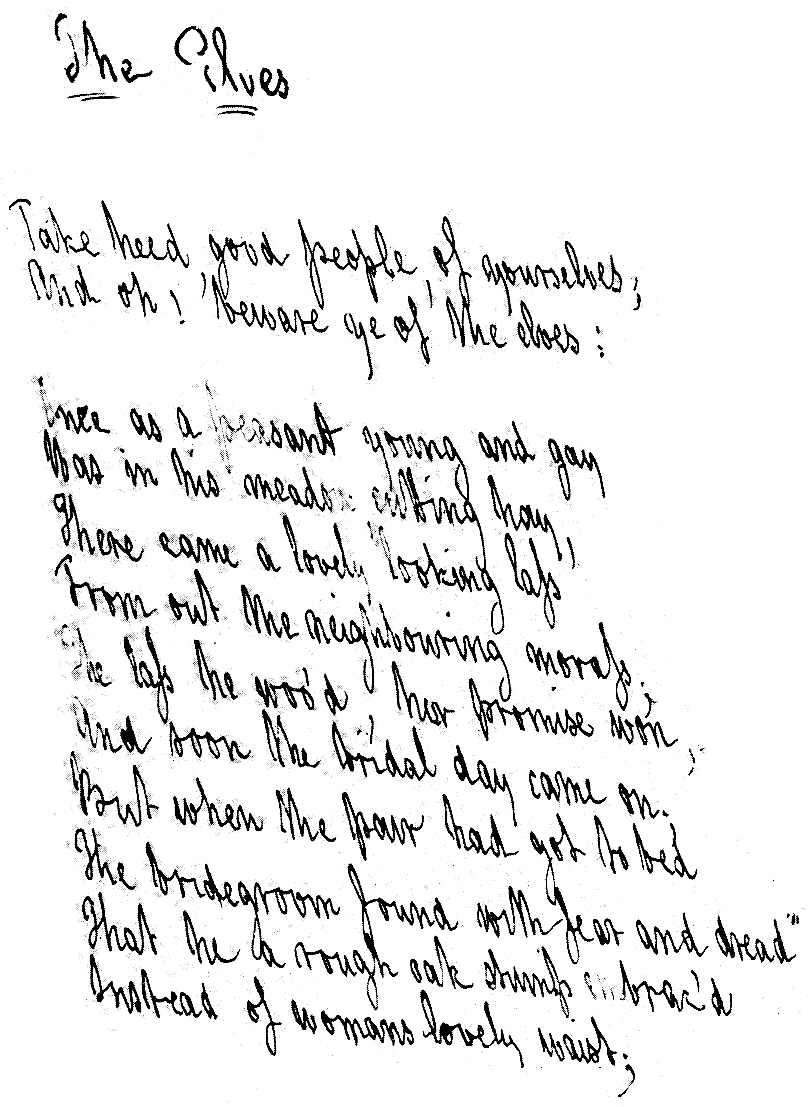 The Elves
Take heed good people, of yourselves;
And oh! beware ye of the elves:
Once as a peasant young and gay
Was in his meadow cutting hay,
There came a lovely looking lass
From out the neighbouring morass.
The lass he woo'd, her promise won,
And soon the bridal day came on.
But when the pair had got to bed
The bridegroom found with fear and dread"
That he a rough oak stump embrac'd
Instead of womans lovely waist;